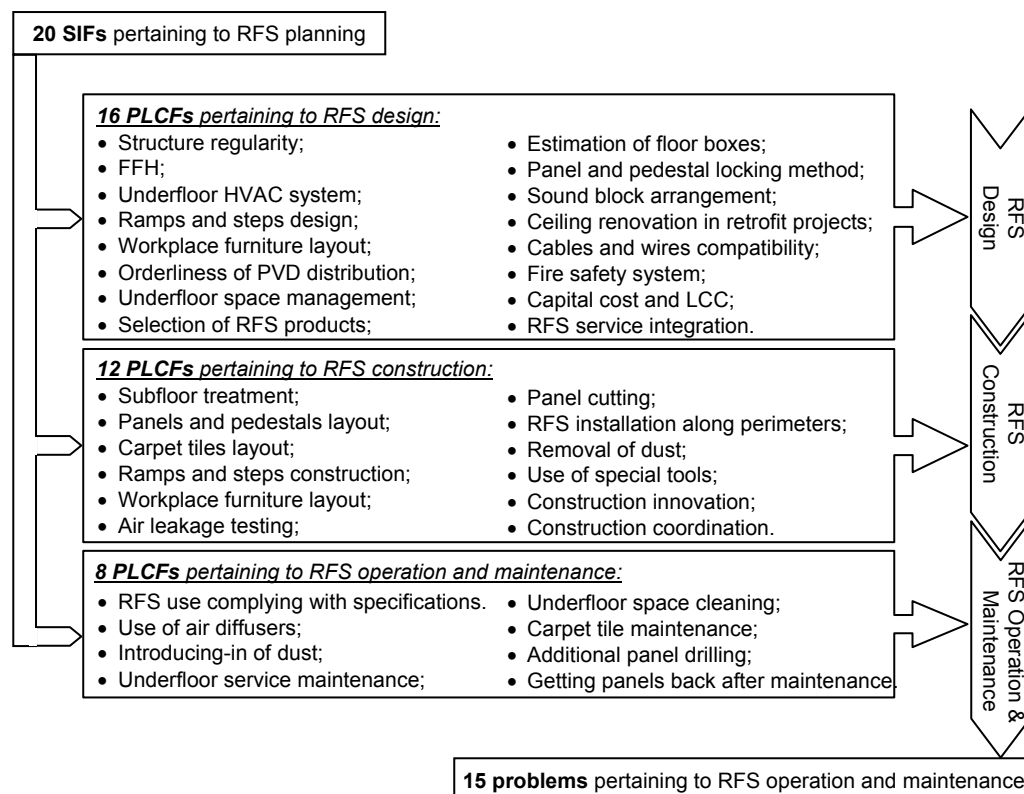 20 SIFs pertaining to RFS planning
16 PLCFs pertaining to RFS design:
• Structure regularity;
• FFH;
• Underfloor HVAC system;
• Ramps and steps design;
• Workplace furniture layout;
• Orderliness of PVD distribution;
• Underfloor space management;
• Selection of RFS products;
• Estimation of floor boxes;
• Panel and pedestal locking method;
• Sound block arrangement;
• Ceiling renovation in retrofit projects;
• Cables and wires compatibility;
• Fire safety system;
• Capital cost and LCC;
• RFS service integration.
RFS
Design
12 PLCFs pertaining to RFS construction:
• Subfloor treatment;
• Panels and pedestals layout;
• Carpet tiles layout;
• Ramps and steps construction;
• Workplace furniture layout;
• Air leakage testing;
• Panel cutting;
• RFS installation along perimeters;
• Removal of dust;
• Use of special tools;
• Construction innovation;
• Construction coordination.
RFS
Construction
8 PLCFs pertaining to RFS operation and maintenance:
• RFS use complying with specifications.
• Use of air diffusers;
• Introducing-in of dust;
• Underfloor service maintenance;
• Underfloor space cleaning;
• Carpet tile maintenance;
• Additional panel drilling;
• Getting panels back after maintenance.
RFS Operation &
Maintenance
15 problems pertaining to RFS operation and maintenance